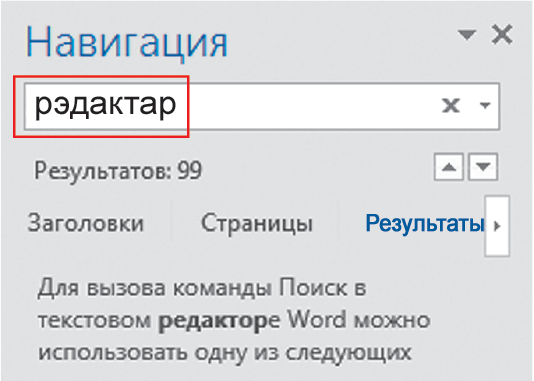 Навигация
рэдактар
Результатов: 99
Заголовки Страницы Результаты
Для вызова команды Поиск в
текстовом редакторе Word можно
использовать одну из следующих